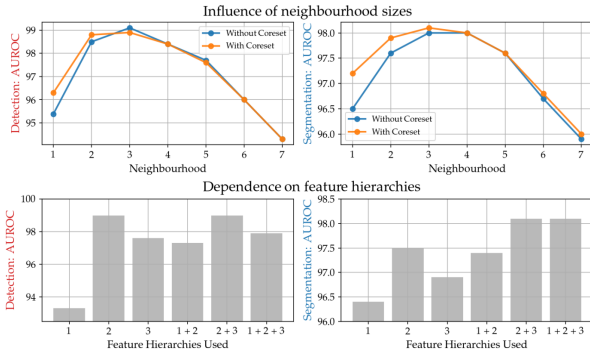 Influence of neighbourhood sizes
Detection: AUROC
99
98
97
96
95
Without Coreset
With Coreset
1 2 3 4 5 6 7
Neighbourhood
Segmentation: AUROC
98.0
97.5
97.0
96.5
96.0
Without Coreset
With Coreset
1 2 3 4 5 6 7
Neighbourhood
Dependence on feature hierarchies
Detection: AUROC
100
98
96
94
1 2 3 1 + 2 2 + 3 1 + 2 + 3
Feature Hierarchies Used
Segmentation: AUROC
98.5
98.0
97.5
97.0
96.5
96.0
1 2 3 1 + 2 2 + 3 1 + 2 + 3
Feature Hierarchies Used